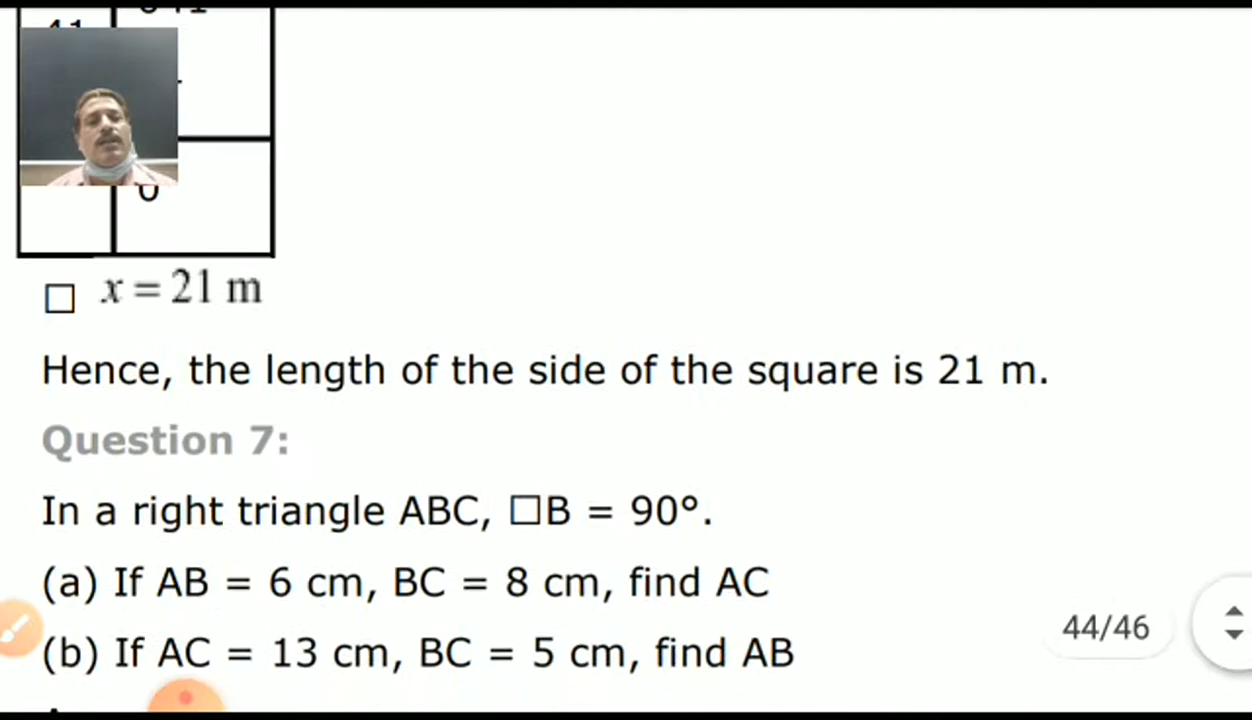 0
□ x = 21 m
Hence, the length of the side of the square is 21 m.
Question 7:
In a right triangle ABC, □B = 90°.
(a) If AB = 6 cm, BC = 8 cm, find AC
44/46
(b) If AC = 13 cm, BC = 5 cm, find AB